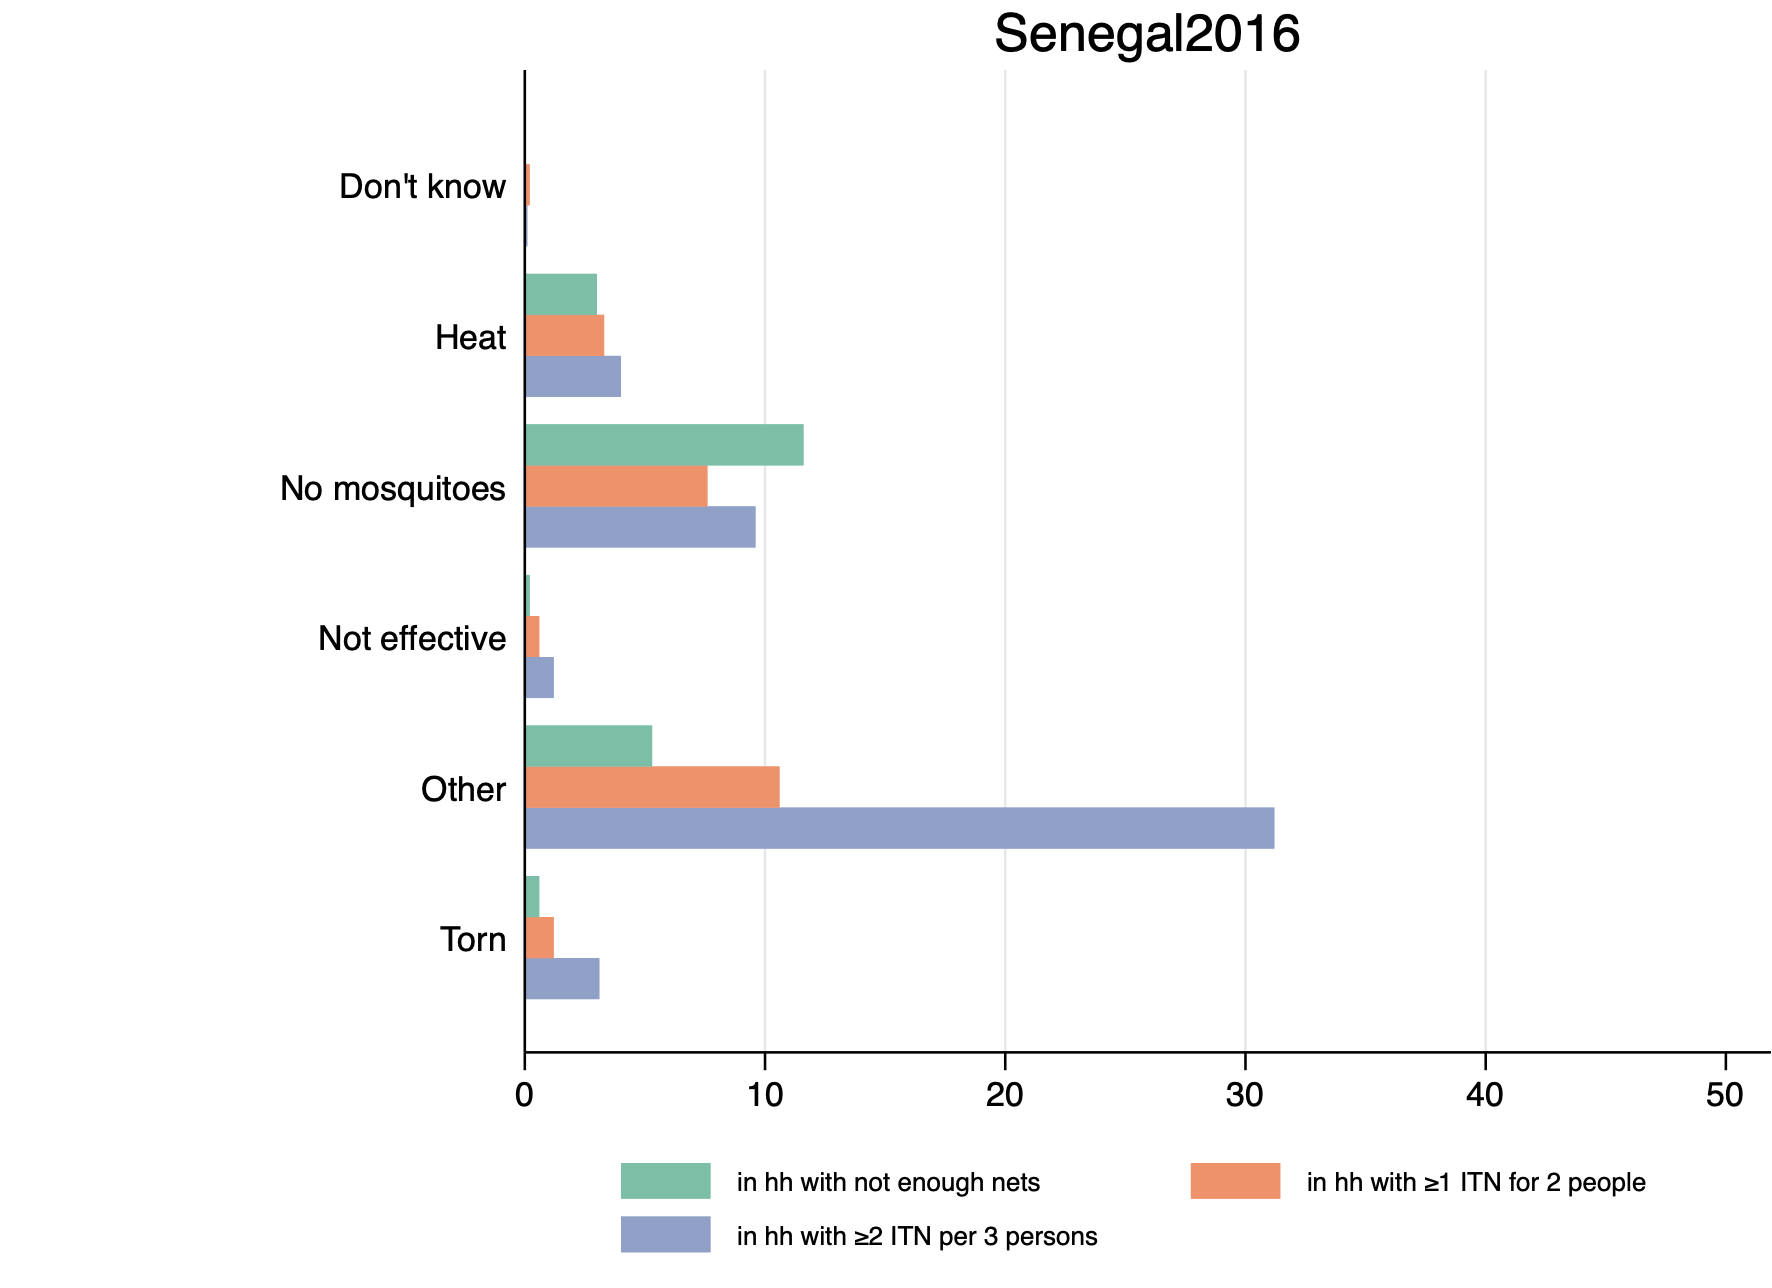 Senegal2016
Don't know
Heat
No mosquitoes
Not effective
Other
Torn
0 10 20 30 40 50
in hh with not enough nets in hh with ≥1 ITN for 2 people
in hh with ≥2 ITN per 3 persons